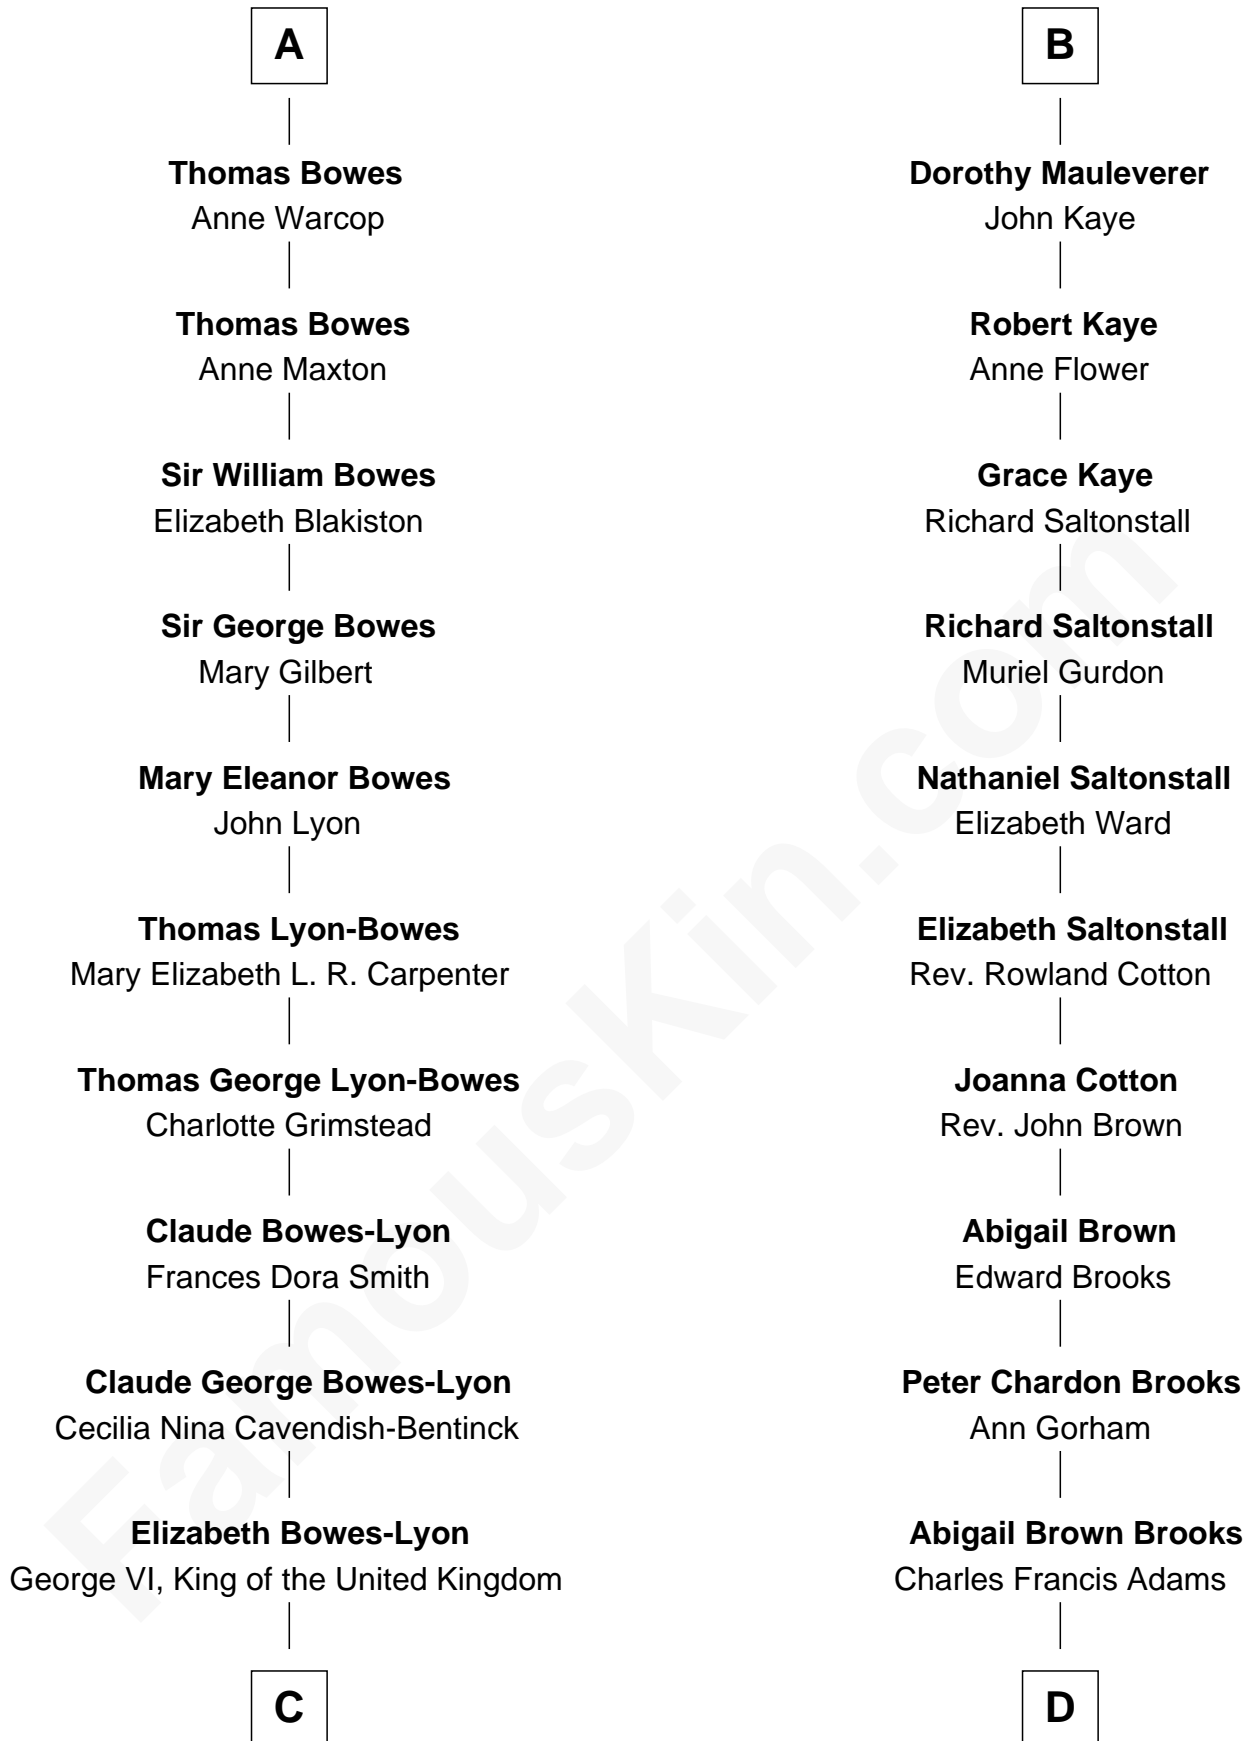 A
Thomas Bowes
Anne Warcop
Thomas Bowes
Anne Maxton
Sir William Bowes
Elizabeth Blakiston
Sir George Bowes
Mary Gilbert
Mary Eleanor Bowes
John Lyon
Thomas Lyon-Bowes
Mary Elizabeth L. R. Carpenter
Thomas George Lyon-Bowes
Charlotte Grimstead
Claude Bowes-Lyon
Frances Dora Smith
Claude George Bowes-Lyon
Cecilia Nina Cavendish-Bentinck
Elizabeth Bowes-Lyon
George VI, King of the United Kingdom
C
B
Dorothy Mauleverer
John Kaye
Robert Kaye
Anne Flower
Grace Kaye
Richard Saltonstall
Richard Saltonstall
Muriel Gurdon
Nathaniel Saltonstall
Elizabeth Ward
Elizabeth Saltonstall
Rev. Rowland Cotton
Joanna Cotton
Rev. John Brown
Abigail Brown
Edward Brooks
Peter Chardon Brooks
Ann Gorham
Abigail Brown Brooks
Charles Francis Adams
D
FamousKin.com